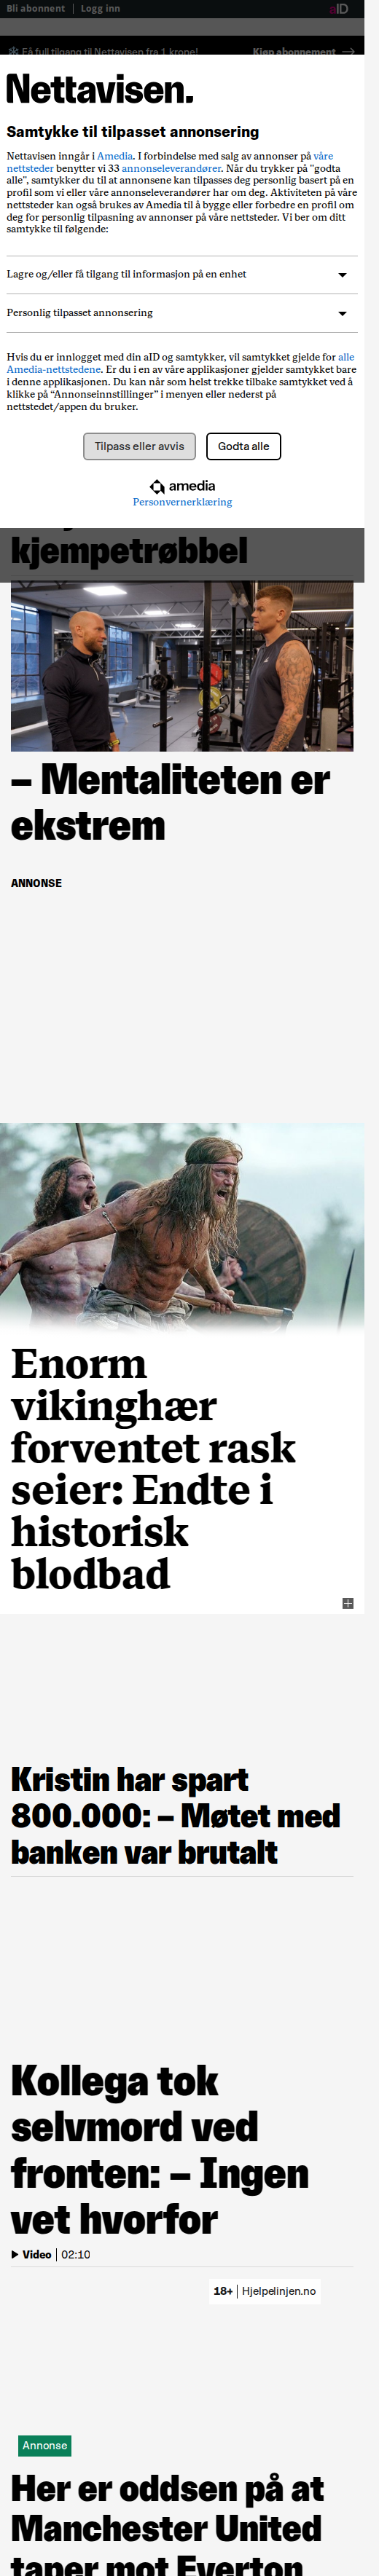 Bli abonnent | Logg inn
aID
Få full tilgang til Nettavisen fra 1 krone! Kjøp abonnement
Nettavisen.
Samtykke til tilpasset annonsering
Nettavisen inngår i Amedia. I forbindelse med salg av annonser på våre
nettsteder benytter vi 33 annonseleverandører. Når du trykker på "godta
alle", samtykker du til at annonsene kan tilpasses deg personlig basert på en
profil som vi eller våre annonseleverandører har om deg. Aktiviteten på våre
nettsteder kan også brukes av Amedia til å bygge eller forbedre en profil om
deg for personlig tilpasning av annonser på våre nettsteder. Vi ber om ditt
samtykke til følgende:
Lagre og/eller få tilgang til informasjon på en enhet
Personlig tilpasset annonsering
Hvis du er innlogget med din aID og samtykker, vil samtykket gjelde for alle
Amedia-nettstedene. Er du i en av våre applikasjoner gjelder samtykket bare
i denne applikasjonen. Du kan når som helst trekke tilbake samtykket ved å
klikke på “Annonseinnstillinger” i menyen eller nederst på
nettstedet/appen du bruker.
Tilpass eller avvis
Godta alle
amedia
Personvernerklæring
kjempetrøbbel
– Mentaliteten er
ekstrem
ANNONSE
Enorm
vikinghær
forventet rask
seier: Endte i
historisk
blodbad
Kristin har spart
800.000: – Møtet med
banken var brutalt
Kollega tok
selvmord ved
fronten: – Ingen
vet hvorfor
Video | 02:10
18+ | Hjelpelinjen.no
Annonse
Her er oddsen på at
Manchester United
taper mot Everton